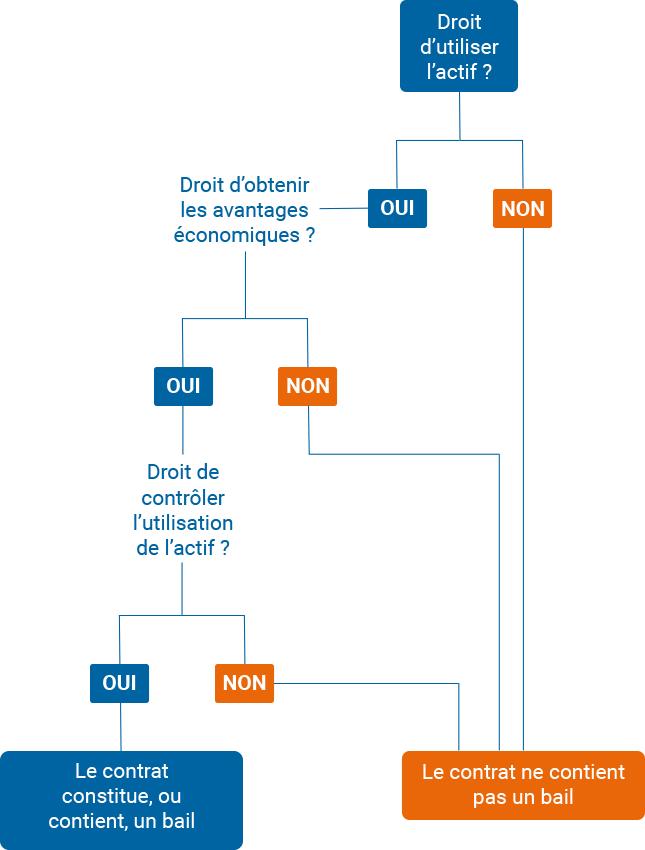 Droit
d’utiliser
l’actif ?
Droit d’obtenir
les avantages
économiques ?
OUI
NON
OUI
NON
Droit de
contrôler
l’utilisation
de l’actif ?
OUI
NON
Le contrat
constitue, ou
contient, un bail
Le contrat ne contient
pas un bail